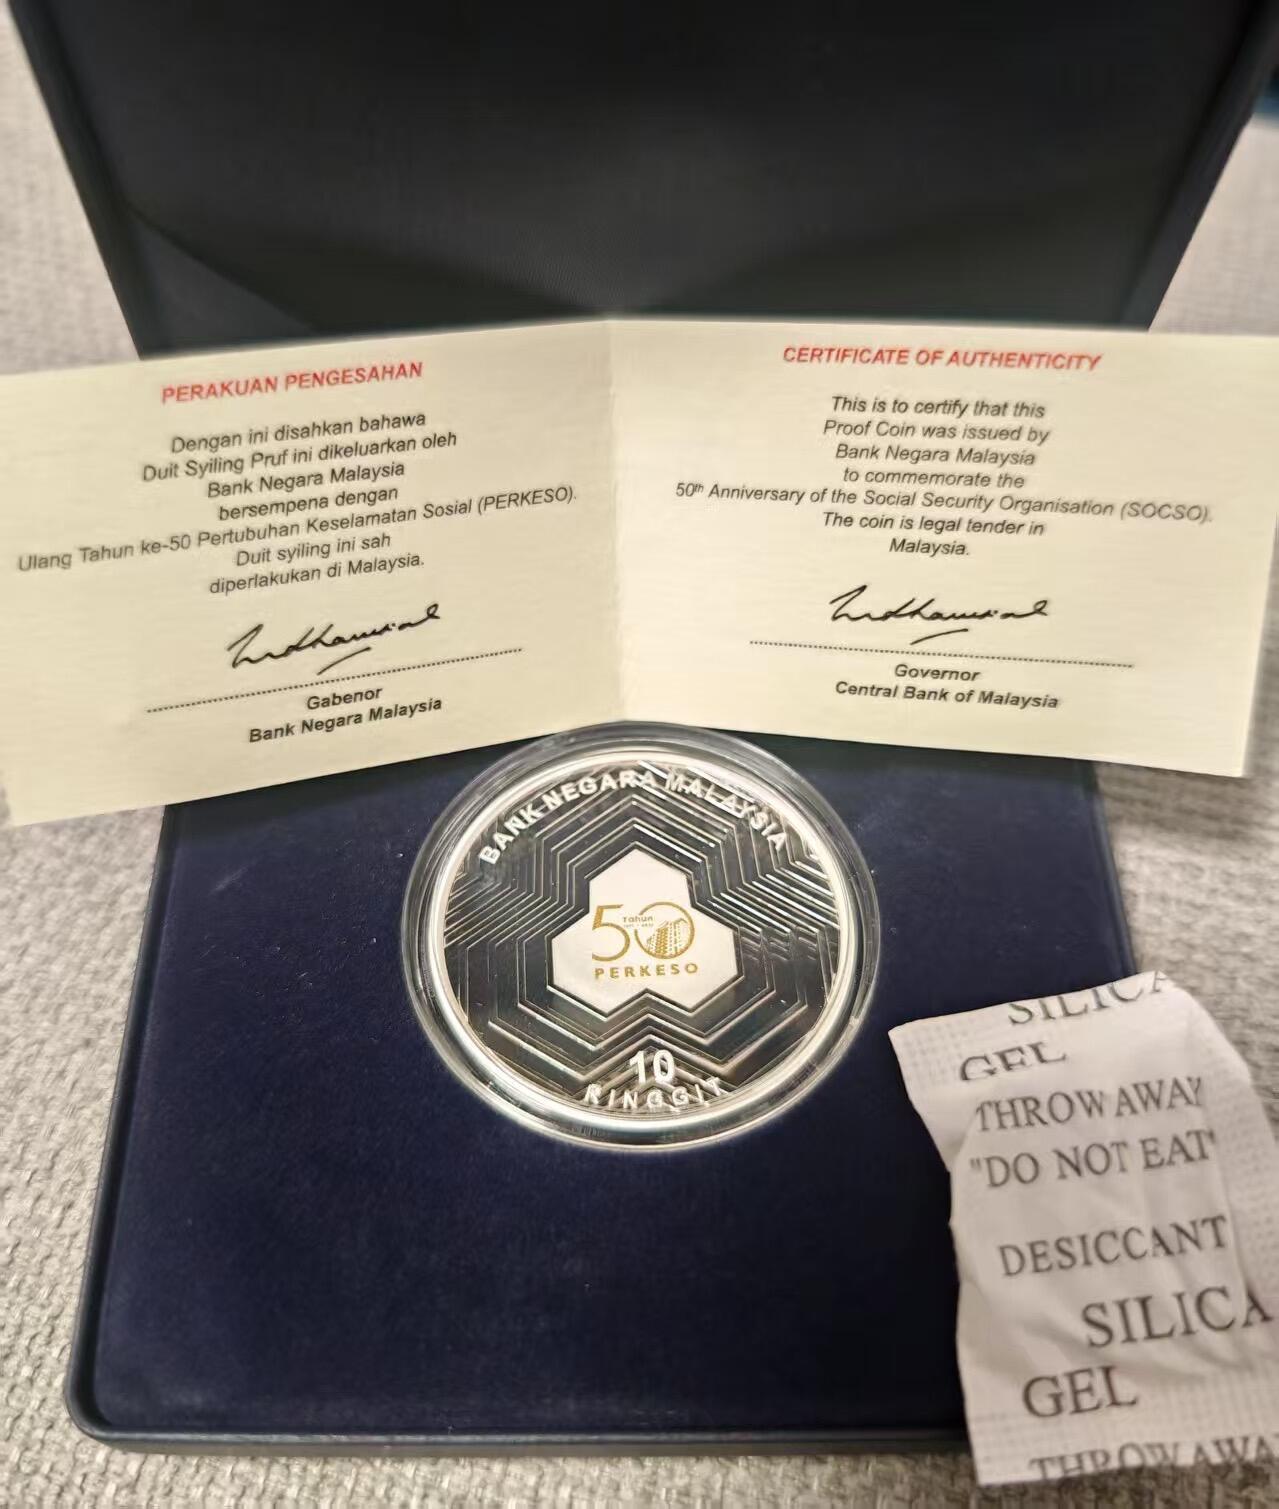 PERAKUAN PENGESAHAN
Dengan ini disahkan bahawa
Duit Syiling Pruf ini dikeluarkan oleh
Bank Negara Malaysia
bersempena dengan
Ulang Tahun ke-50 Pertubuhan Keselamatan Sosial (PERKESO).
Duit syiling ini sah
diperlakukan di Malaysia.
Gabenor
Bank Negara Malaysia
CERTIFICATE OF AUTHENTICITY
This is to certify that this
Proof Coin was issued by
Bank Negara Malaysia
to commemorate the
50th Anniversary of the Social Security Organisation (SOCSO).
The coin is legal tender in
Malaysia.
Governor
Central Bank of Malaysia
BANK NEGARA MALAYSIA
50
Tahun
PERKESO
10
RINGGIT
SILICA
GEL
THROW AWAY
"DO NOT EAT"
DESICCANT
SILICA
GEL
THROW AWA